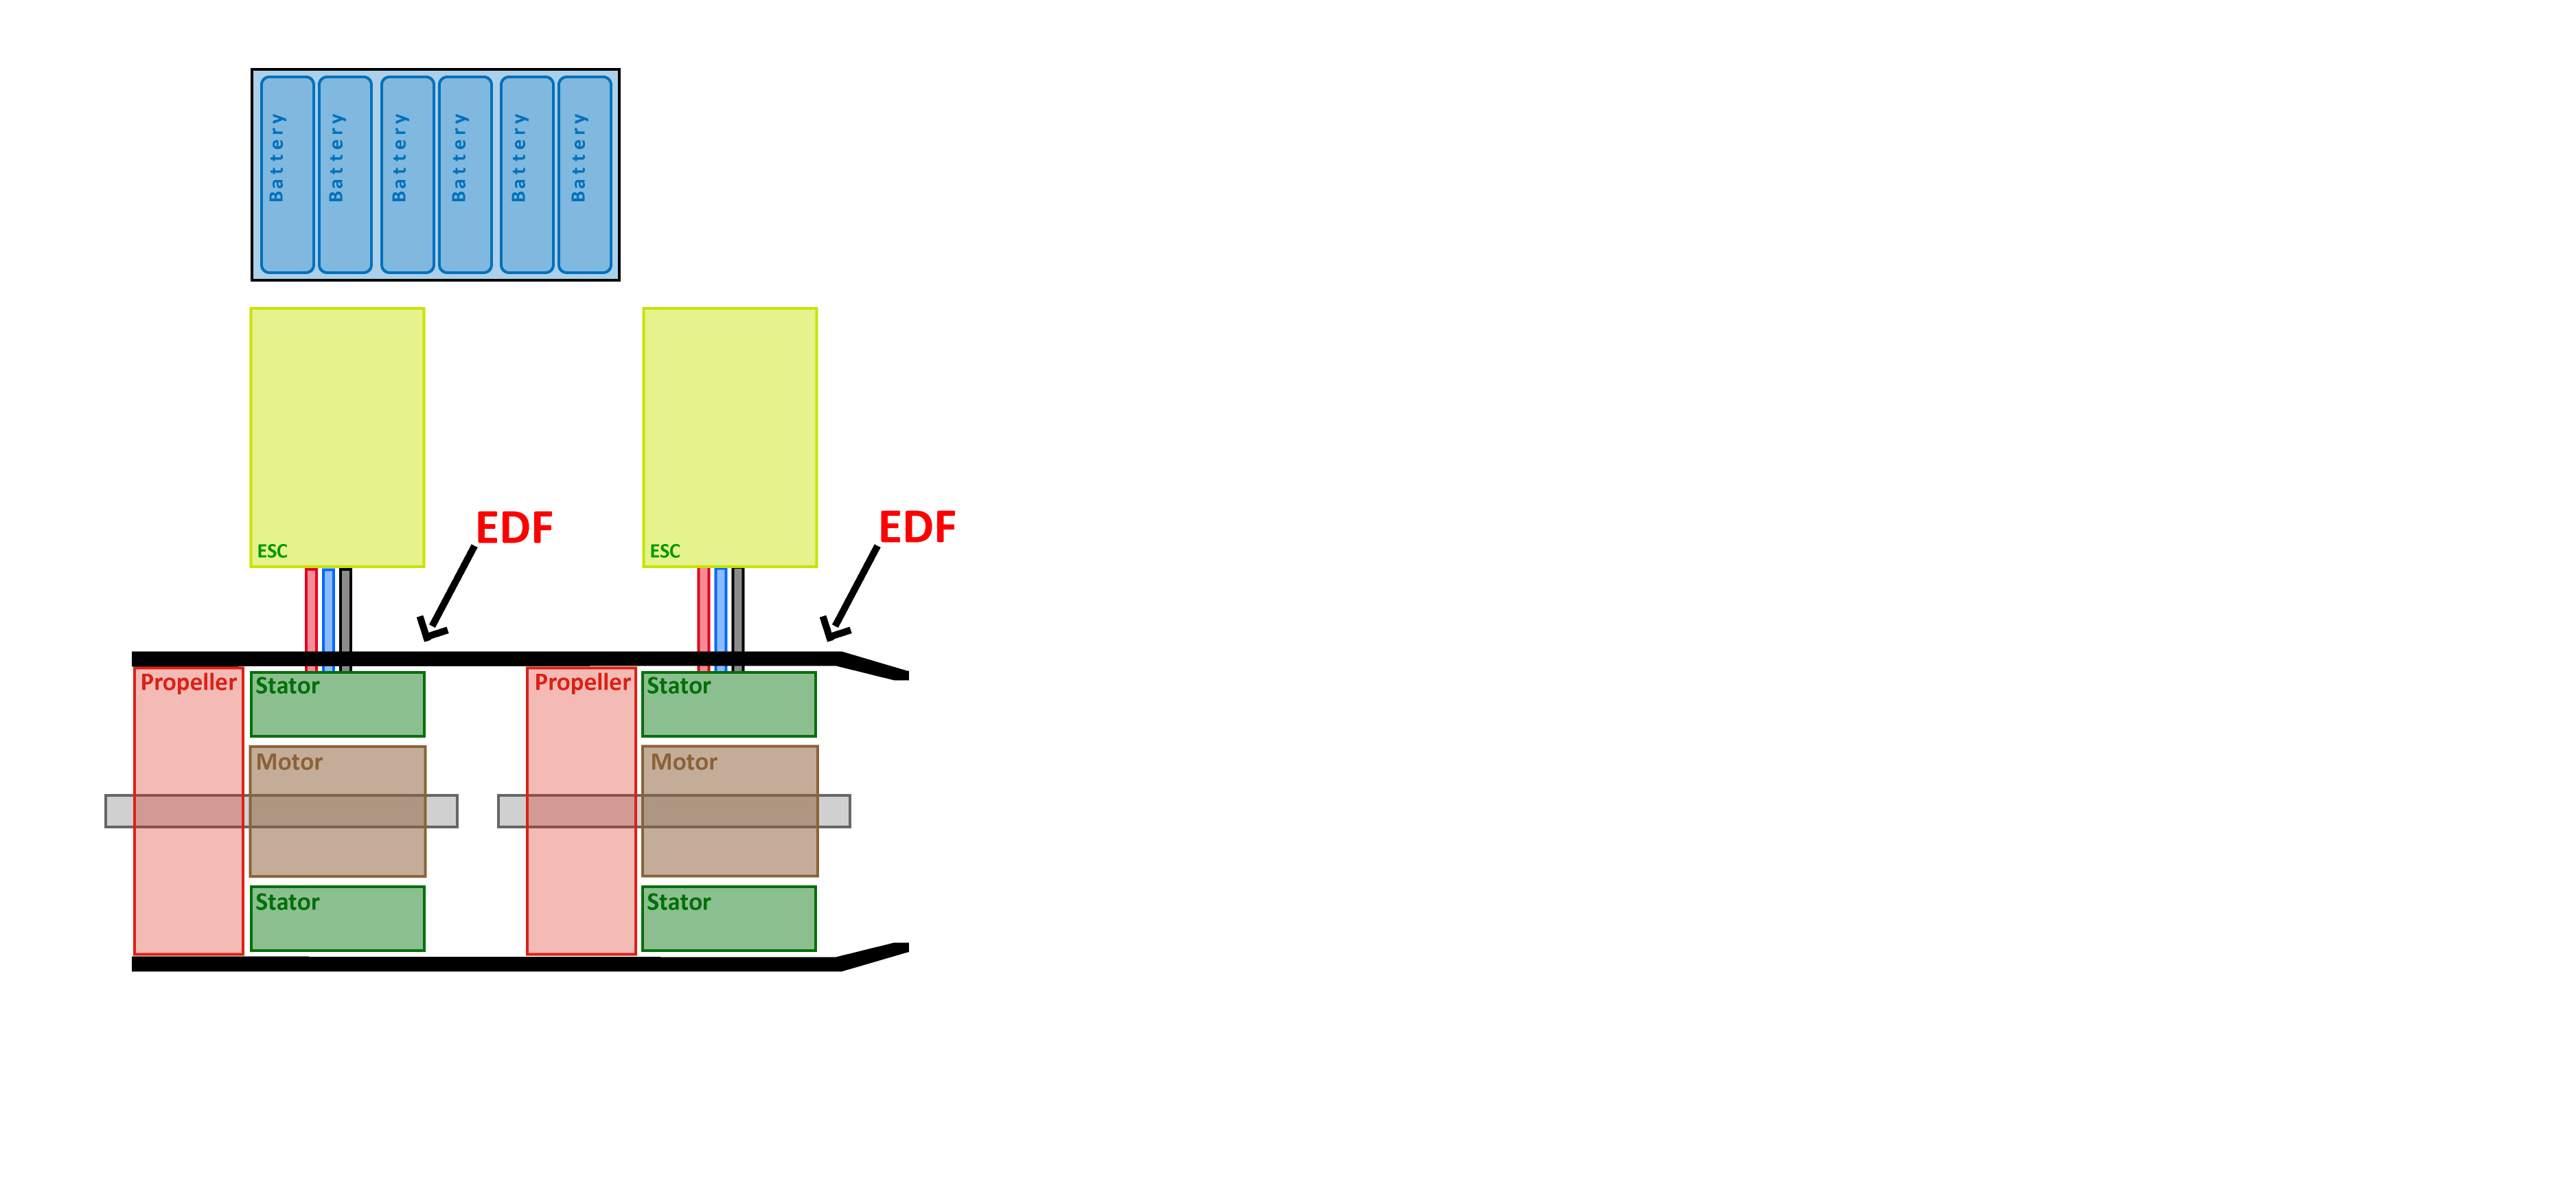 Battery
Battery
Battery
Battery
Battery
Battery
ESC
ESC
EDF
EDF
Propeller
Stator
Propeller
Stator
Motor
Motor
Stator
Stator